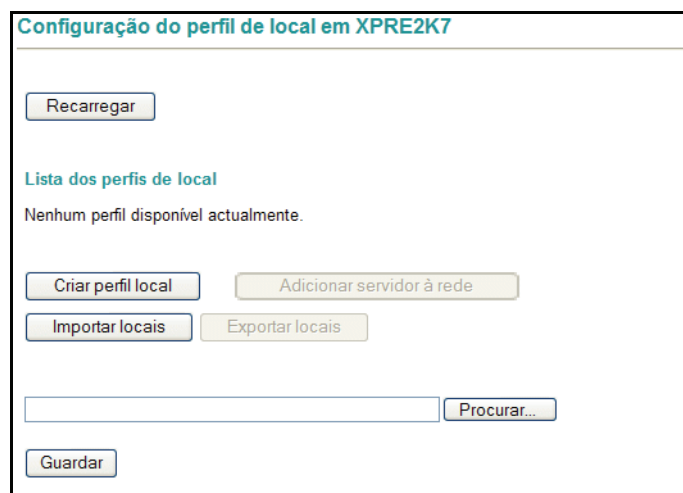 Configuração do perfil de local em XPRE2K7
Recarregar
Lista dos perfis de local
Nenhum perfil disponível actualmente.
Criar perfil local
Adicionar servidor à rede
Importar locais
Exportar locais
Procurar...
Guardar